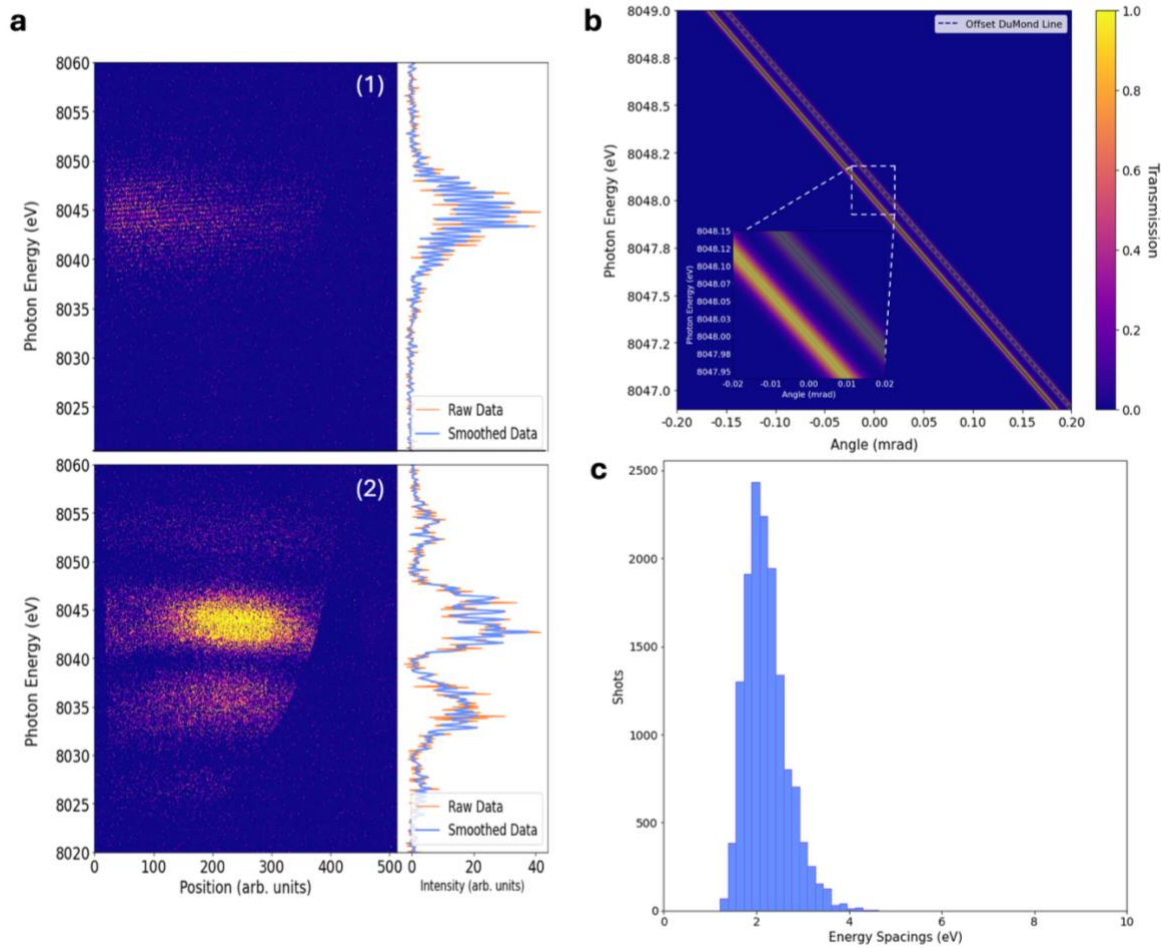 a
(1)
8060
8055
8050
8045
8040
8035
8030
8025
Photon Energy (eV)
Raw Data
Smoothed Data
(2)
8060
8055
8050
8045
8040
8035
8030
8025
8020
Photon Energy (eV)
Raw Data
Smoothed Data
0 100 200 300 400 500
Position (arb. units)
0 20 40
Intensity (arb. units)
b
Offset DuMond Line
8049.0
8048.8
8048.5
8048.2
8048.0
8047.8
8047.5
8047.2
8047.0
Photon Energy (eV)
8048.15
8048.12
8048.10
8048.07
8048.05
8048.03
8048.00
8047.98
8047.95
Photon Energy (eV)
-0.02 -0.01 0.00 0.01 0.02
Angle (mrad)
-0.20 -0.15 -0.10 -0.05 0.00 0.05 0.10 0.15 0.20
Angle (mrad)
1.0
0.8
0.6
0.4
0.2
0.0
Transmission
c
2500
2000
1500
1000
500
0
Shots
0 2 4 6 8 10
Energy Spacings (eV)